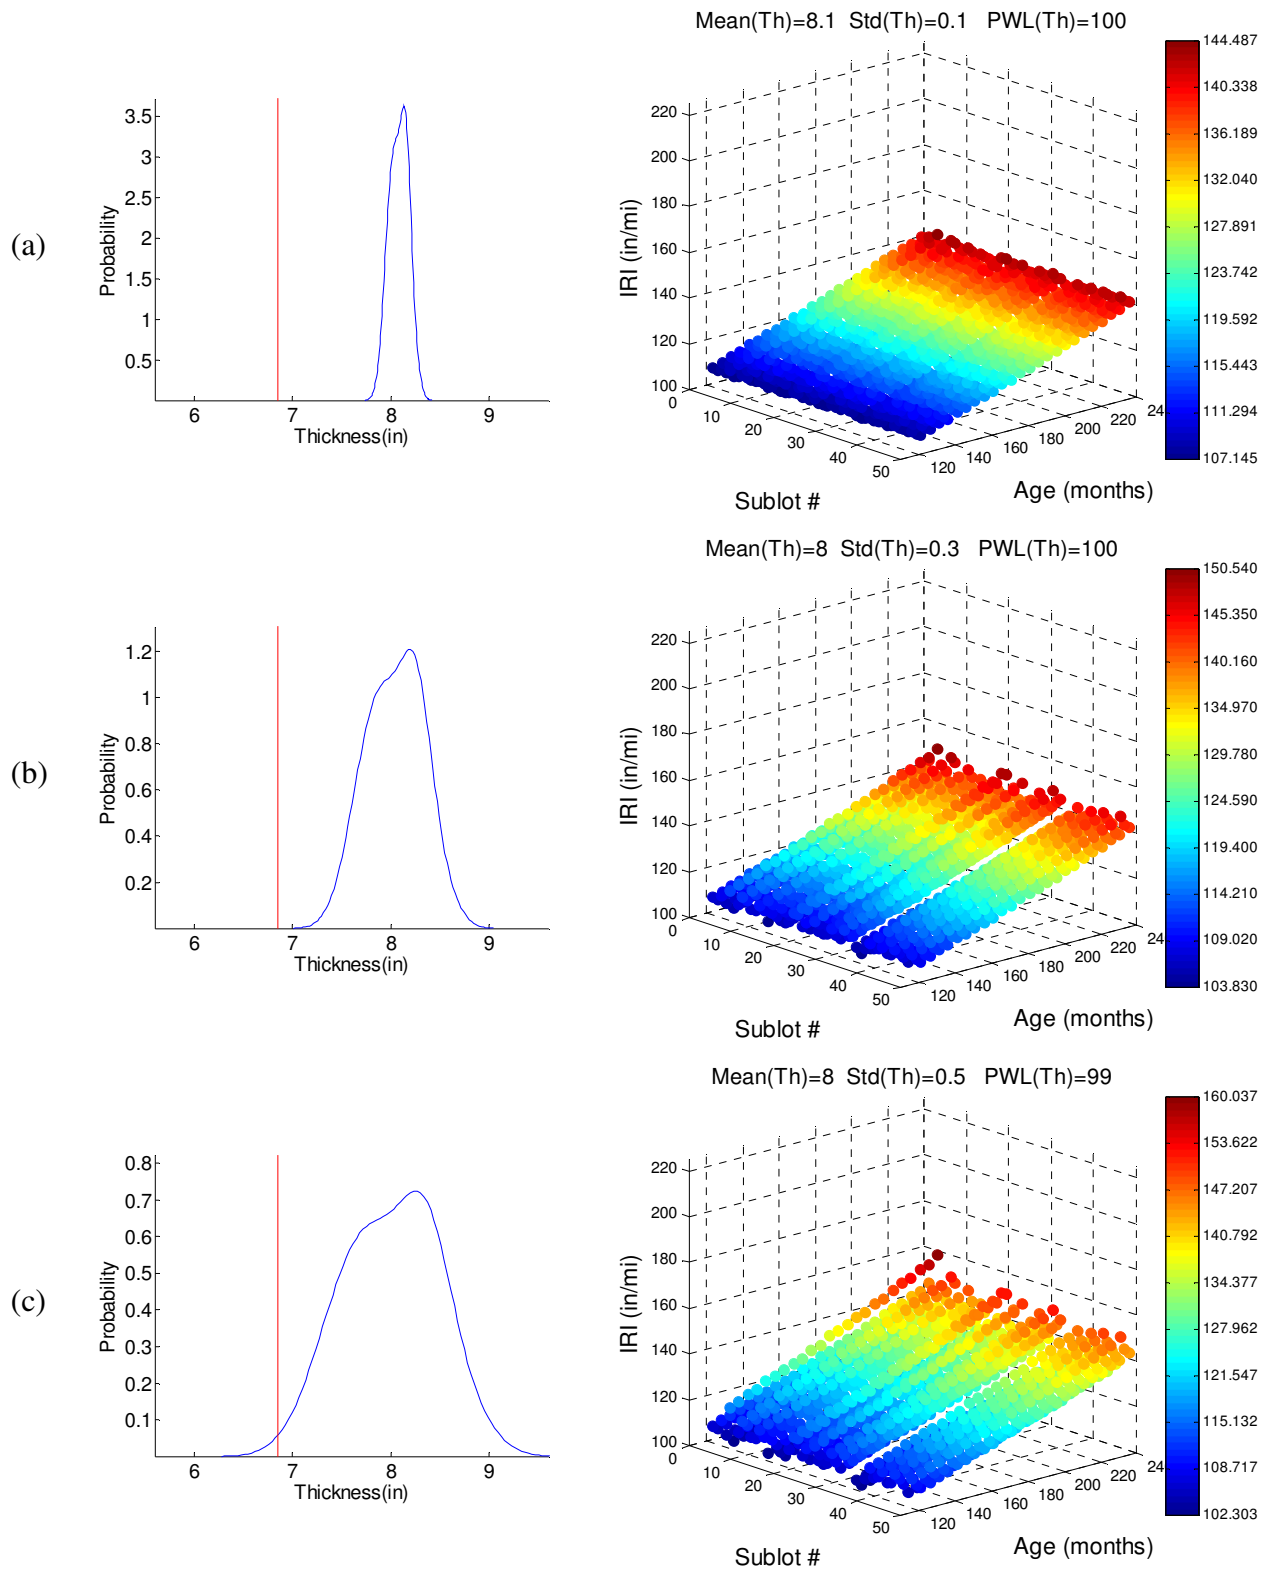 (a)
3.5
3
2.5
2
1.5
1
0.5
Probability
6 7 8 9
Thickness(in)
Mean(Th)=8.1 Std(Th)=0.1 PWL(Th)=100
220
200
180
160
140
120
100
IRI (in/mi)
0 10 20 30 40 50
Sublot #
120 140 160 180 200 220 24
Age (months)
144.487
140.338
136.189
132.040
127.891
123.742
119.592
115.443
111.294
107.145
(b)
1.2
1
0.8
0.6
0.4
0.2
Probability
6 7 8 9
Thickness(in)
Mean(Th)=8 Std(Th)=0.3 PWL(Th)=100
220
200
180
160
140
120
100
IRI (in/mi)
0 10 20 30 40 50
Sublot #
120 140 160 180 200 220 24
Age (months)
150.540
145.350
140.160
134.970
129.780
124.590
119.400
114.210
109.020
103.830
(c)
0.8
0.7
0.6
0.5
0.4
0.3
0.2
0.1
Probability
6 7 8 9
Thickness(in)
Mean(Th)=8 Std(Th)=0.5 PWL(Th)=99
220
200
180
160
140
120
100
IRI (in/mi)
0 10 20 30 40 50
Sublot #
120 140 160 180 200 220 24
Age (months)
160.037
153.622
147.207
140.792
134.377
127.962
121.547
115.132
108.717
102.303